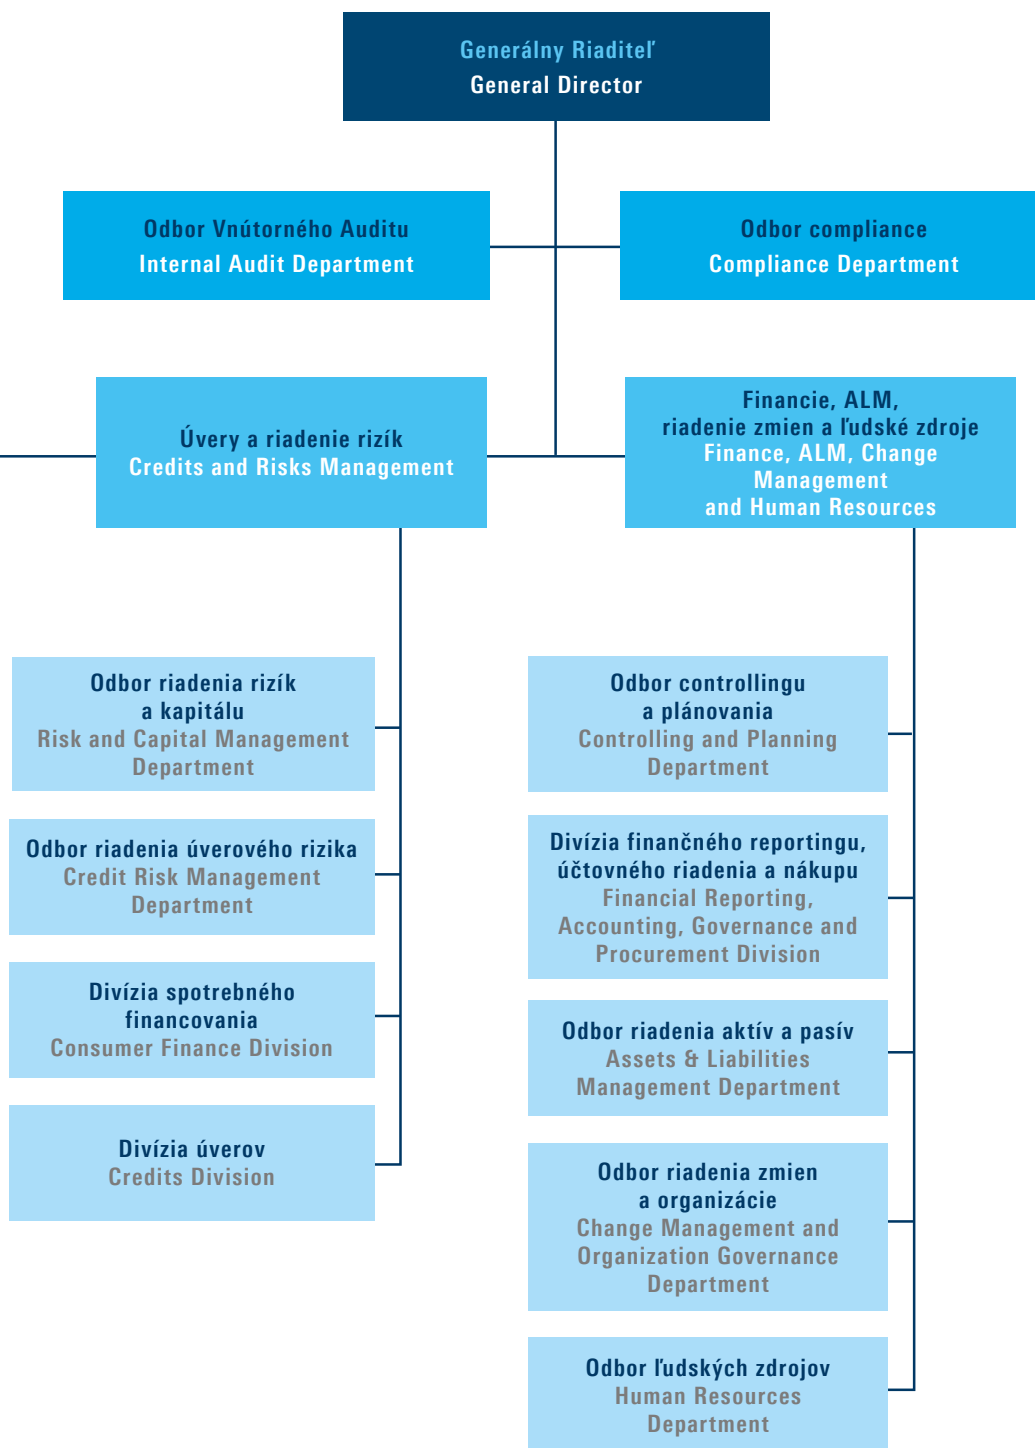 Generálny Riaditeľ
General Director
Odbor Vnútorného Auditu
Internal Audit Department
Odbor compliance
Compliance Department
Úvery a riadenie rizík
Credits and Risks Management
Financie, ALM,
riadenie zmien a ľudské zdroje
Finance, ALM, Change
Management
and Human Resources
Odbor riadenia rizík
a kapitálu
Risk and Capital Management
Department
Odbor riadenia úverového rizika
Credit Risk Management
Department
Divízia spotrebného
financovania
Consumer Finance Division
Divízia úverov
Credits Division
Odbor controllingu
a plánovania
Controlling and Planning
Department
Divízia finančného reportingu,
účtovného riadenia a nákupu
Financial Reporting,
Accounting, Governance and
Procurement Division
Odbor riadenia aktív a pasív
Assets & Liabilities
Management Department
Odbor riadenia zmien
a organizácie
Change Management and
Organization Governance
Department
Odbor ľudských zdrojov
Human Resources
Department